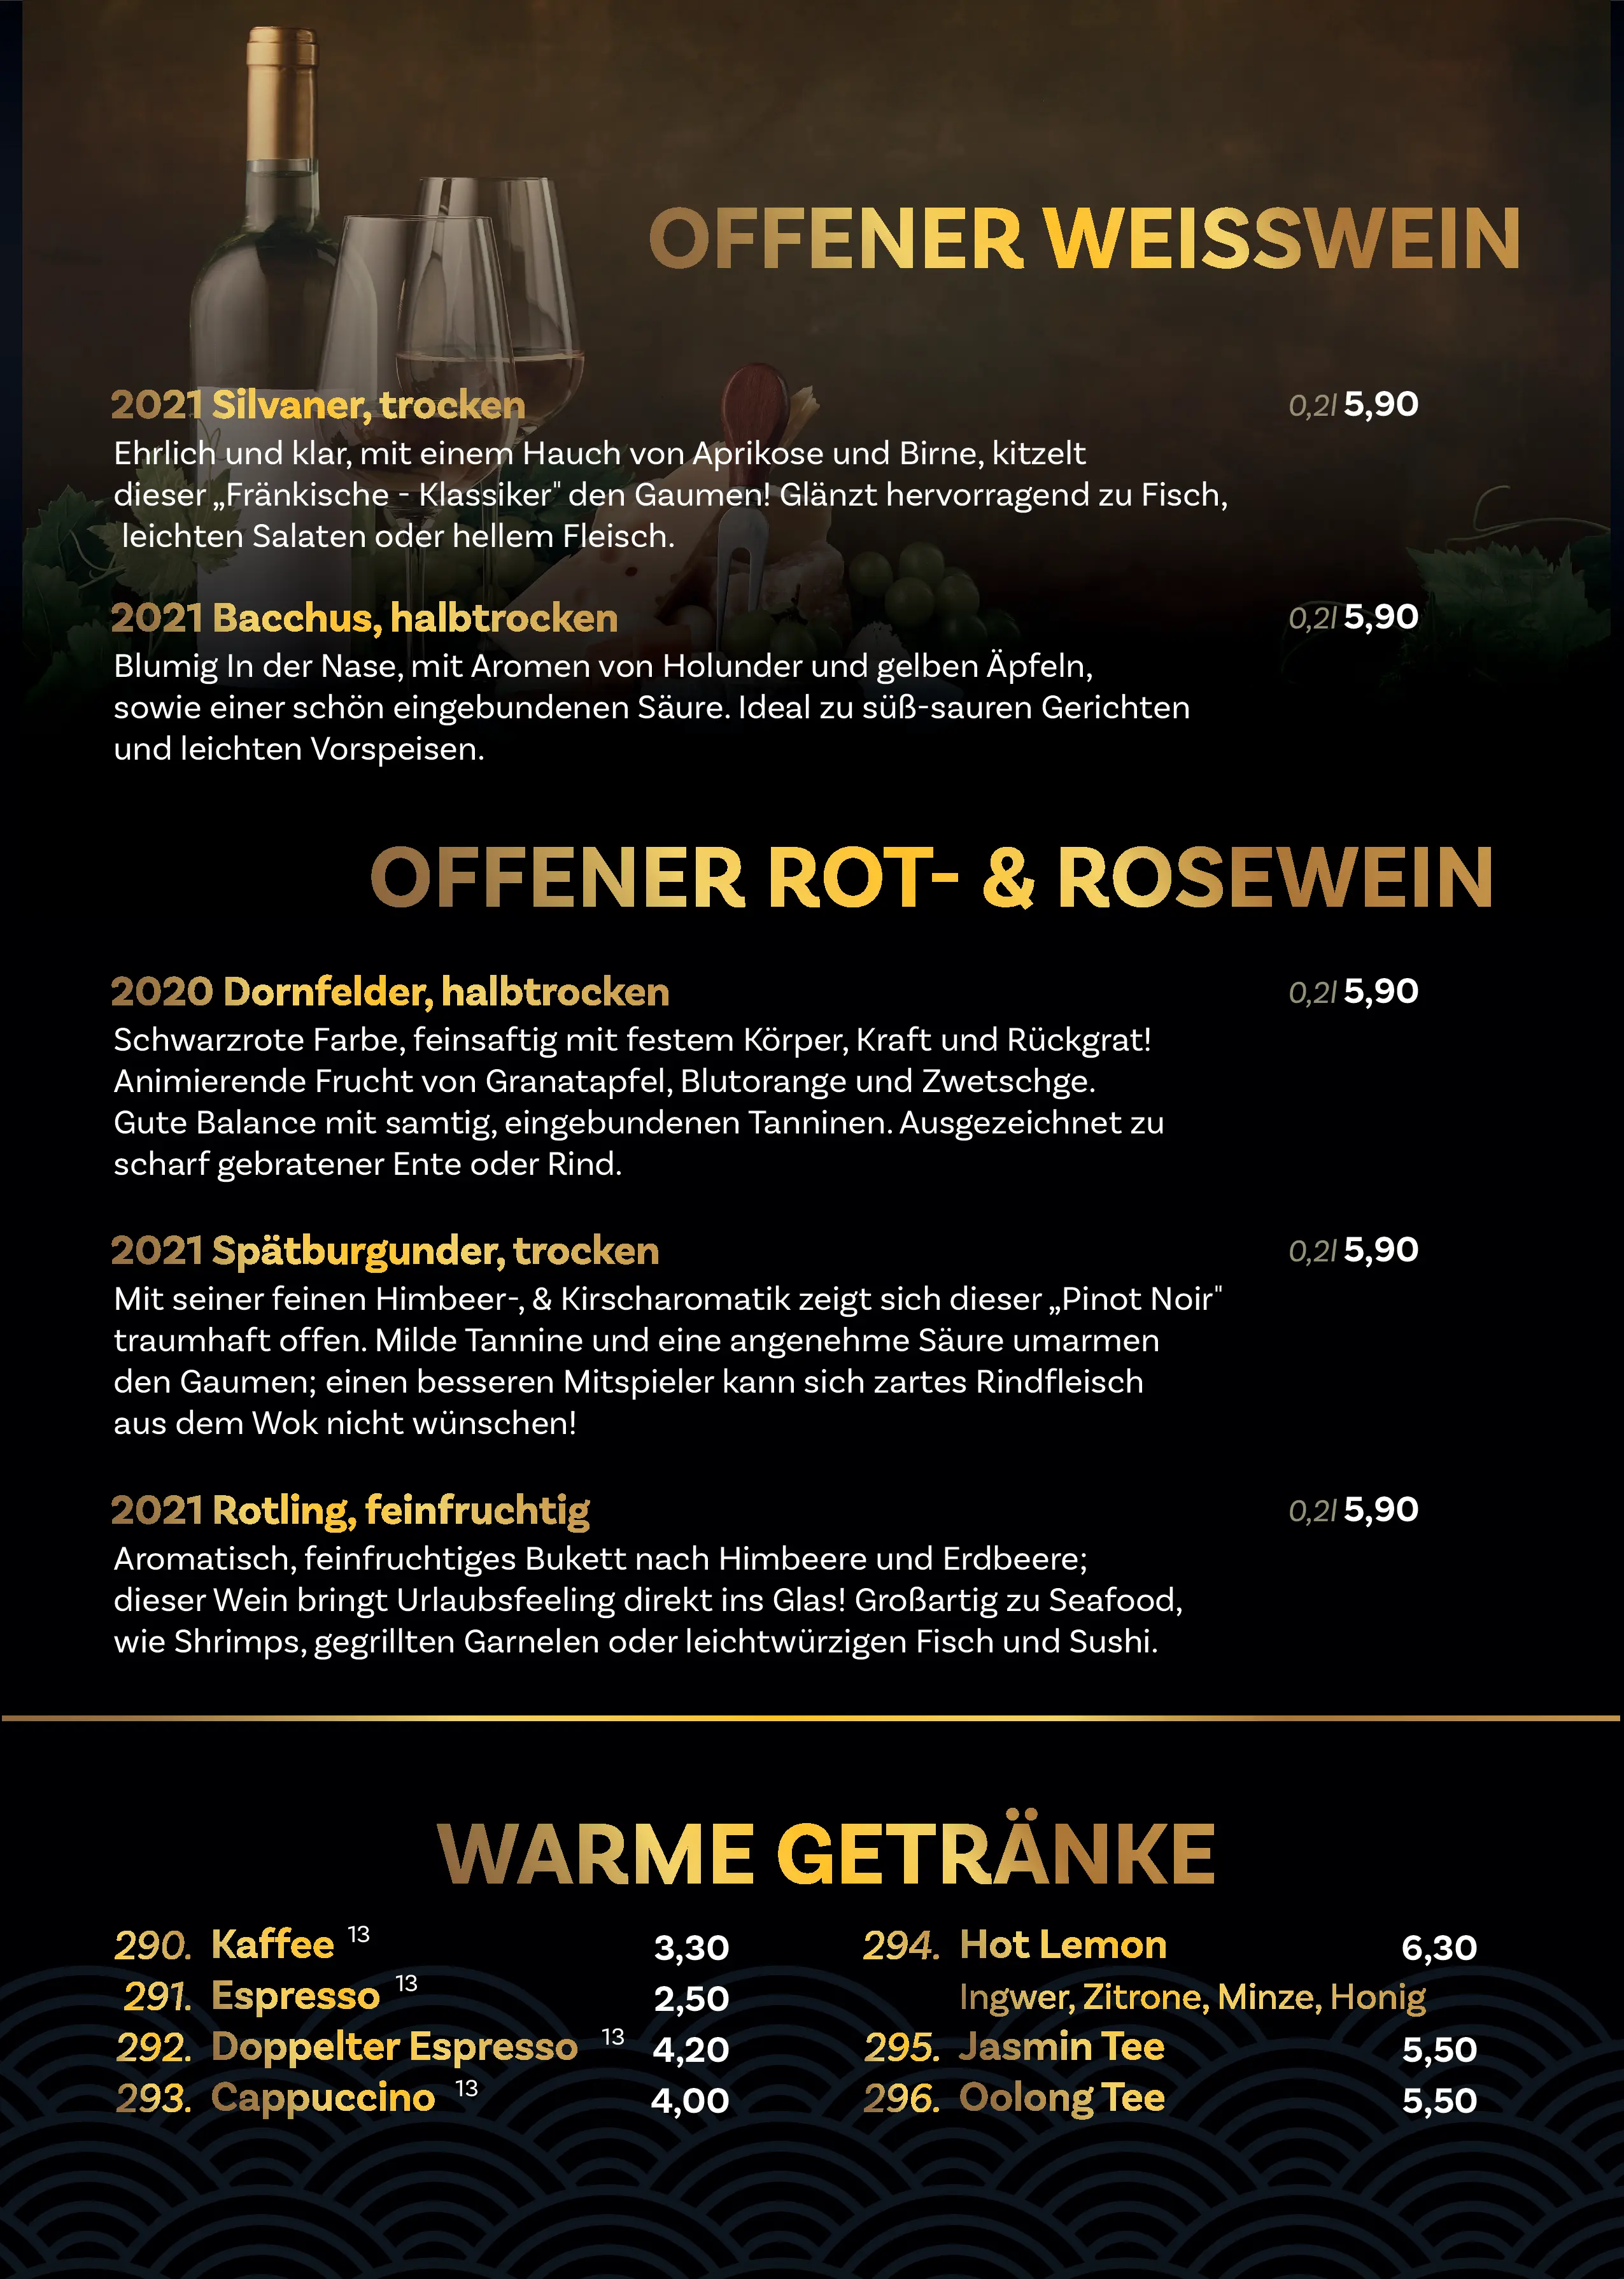 OFFENER WEISSWEIN
2021 Silvaner, trocken 0,2l 5,90
Ehrlich und klar, mit einem Hauch von Aprikose und Birne, kitzelt
dieser „Fränkische - Klassiker" den Gaumen! Glänzt hervorragend zu Fisch,
leichten Salaten oder hellem Fleisch.
2021 Bacchus, halbtrocken 0,2l 5,90
Blumig In der Nase, mit Aromen von Holunder und gelben Äpfeln,
sowie einer schön eingebundenen Säure. Ideal zu süß-sauren Gerichten
und leichten Vorspeisen.
OFFENER ROT- & ROSEWEIN
2020 Dornfelder, halbtrocken 0,2l 5,90
Schwarzrote Farbe, feinsaftig mit festem Körper, Kraft und Rückgrat!
Animierende Frucht von Granatapfel, Blutorange und Zwetschge.
Gute Balance mit samtig, eingebundenen Tanninen. Ausgezeichnet zu
scharf gebratener Ente oder Rind.
2021 Spätburgunder, trocken 0,2l 5,90
Mit seiner feinen Himbeer-, & Kirscharomatik zeigt sich dieser „Pinot Noir"
traumhaft offen. Milde Tannine und eine angenehme Säure umarmen
den Gaumen; einen besseren Mitspieler kann sich zartes Rindfleisch
aus dem Wok nicht wünschen!
2021 Rotling, feinfruchtig 0,2l 5,90
Aromatisch, feinfruchtiges Bukett nach Himbeere und Erdbeere;
dieser Wein bringt Urlaubsfeeling direkt ins Glas! Großartig zu Seafood,
wie Shrimps, gegrillten Garnelen oder leichtwürzigen Fisch und Sushi.
WARME GETRÄNKE
290. Kaffee 13 3,30
291. Espresso 13 2,50
292. Doppelter Espresso 13 4,20
293. Cappuccino 13 4,00
294. Hot Lemon 6,30
Ingwer, Zitrone, Minze, Honig
295. Jasmin Tee 5,50
296. Oolong Tee 5,50